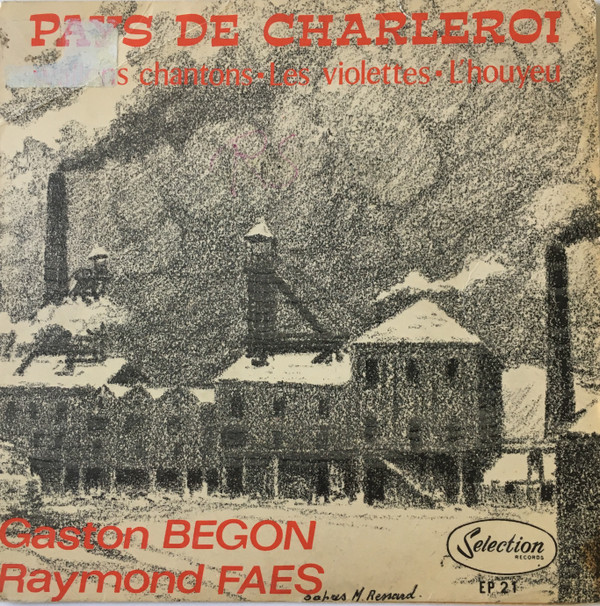 PAYS DE CHARLEROI
chantons • Les violettes • L'houyeu
Gaston BEGON
Raymond FAES
Selection
RECORDS
EP 21